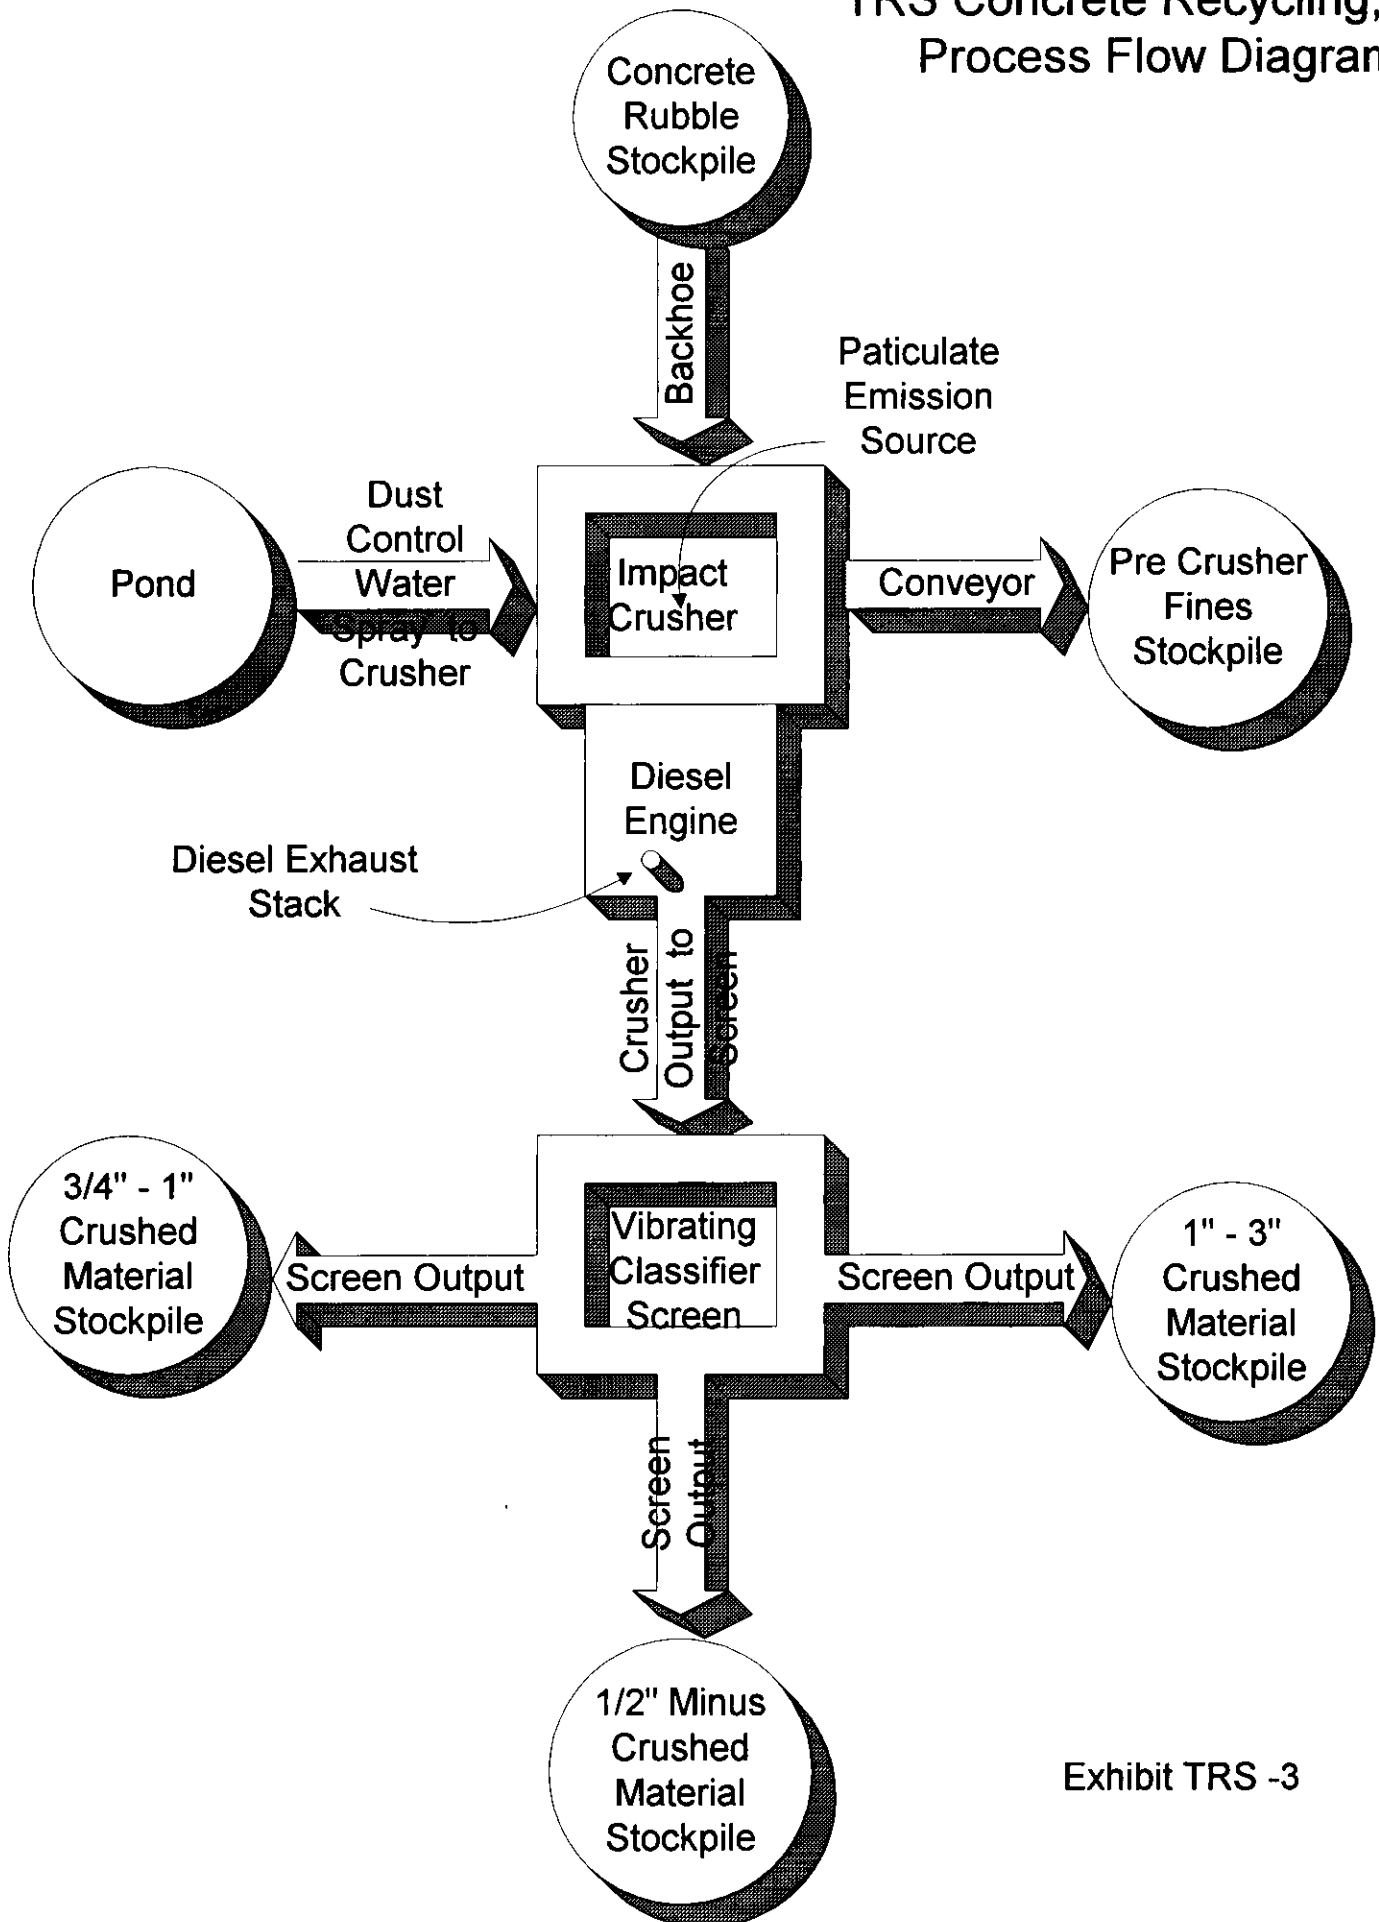 TRS Concrete Recycling,
Process Flow Diagram
Concrete
Rubble
Stockpile
Backhoe
Paticulate
Emission
Source
Pond
Dust
Control
Water
Spray to
Crusher
Impact
Crusher
Conveyor
Pre Crusher
Fines
Stockpile
Diesel
Engine
Diesel Exhaust
Stack
Crusher
Output to
Screen
3/4" - 1"
Crushed
Material
Stockpile
Screen Output
Vibrating
Classifier
Screen
Screen Output
1" - 3"
Crushed
Material
Stockpile
Screen
Output
1/2" Minus
Crushed
Material
Stockpile
Exhibit TRS -3